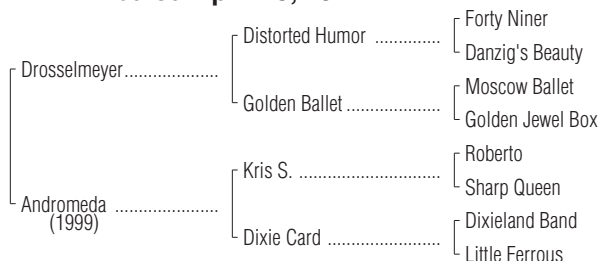 Forty Niner
Distorted Humor ..................
Danzig's Beauty
Drosselmeyer.....................
Moscow Ballet
Golden Ballet .....................
Golden Jewel Box
Roberto
Kris S. ...............................
Sharp Queen
Andromeda .......................
(1999)
Dixieland Band
Dixie Card .........................
Little Ferrous